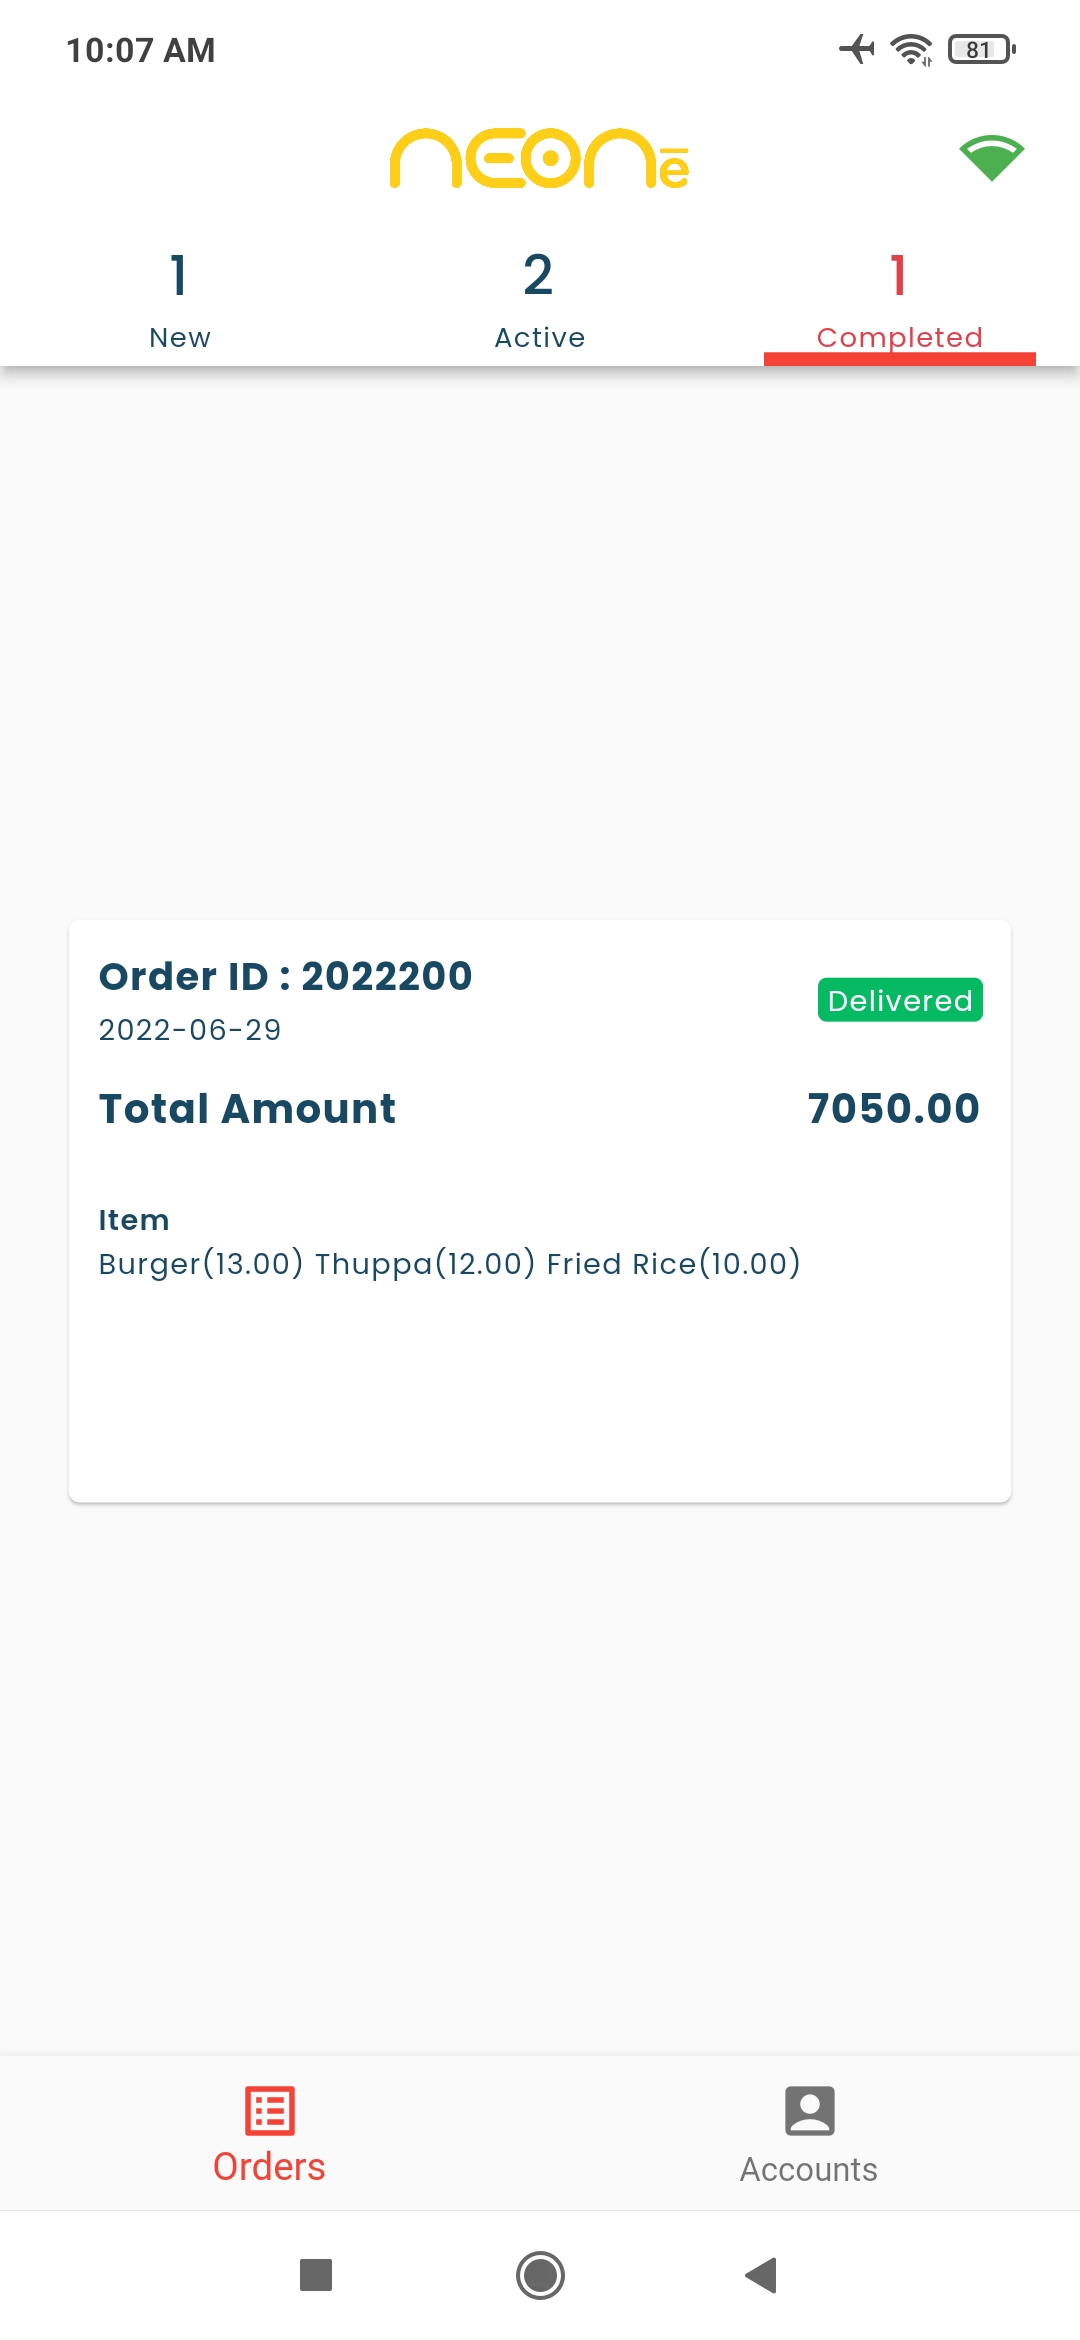 10:07 AM
81
neonē
1
New
2
Active
1
Completed
Order ID : 2022200
Delivered
2022-06-29
Total Amount 7050.00
Item
Burger(13.00) Thuppa(12.00) Fried Rice(10.00)
Orders
Accounts